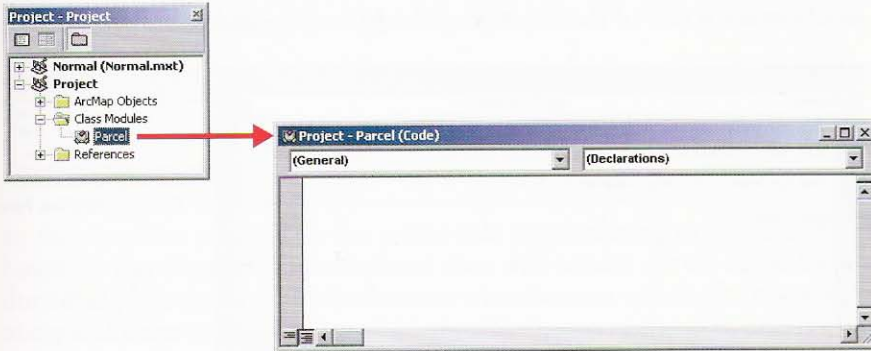 Project - Project
Normal (Normal.mxt)
Project
ArcMap Objects
Class Modules
Parcel
References
Project - Parcel (Code)
(General)
(Declarations)